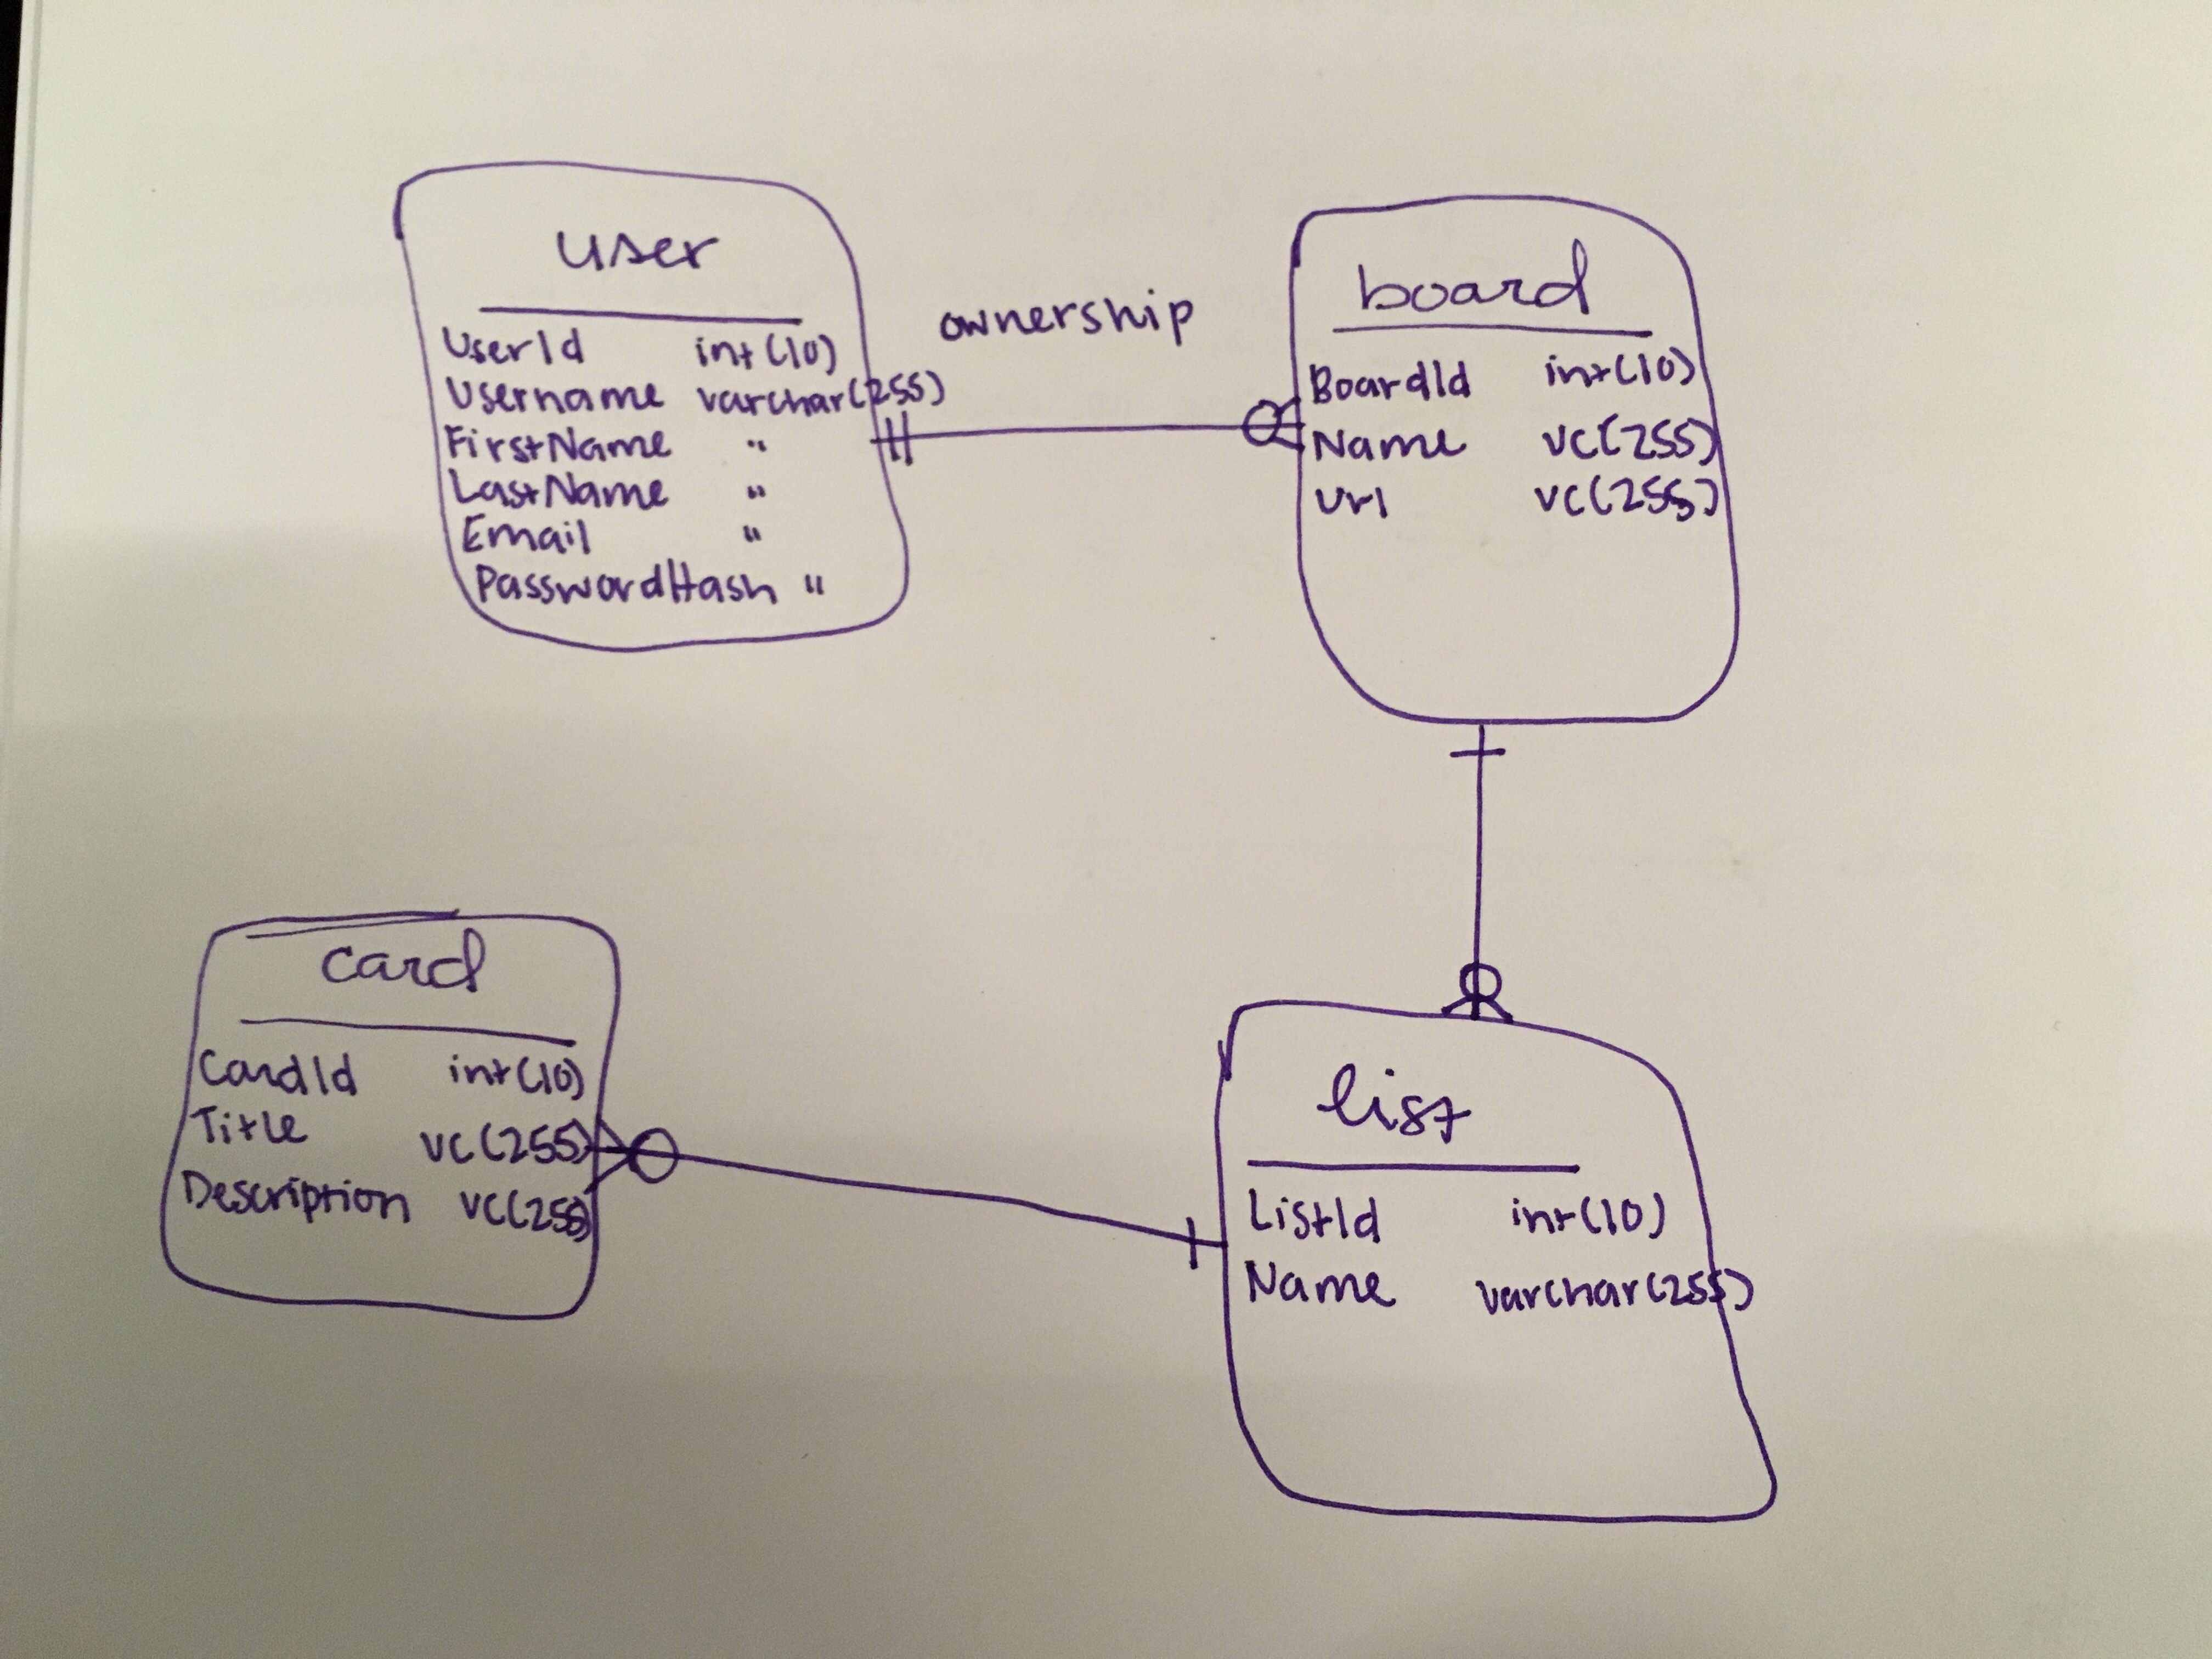 user
UserId int(10)
Username varchar(255)
FirstName "
LastName "
Email "
PasswordHash "
ownership
board
BoardId int(10)
Name vc(255)
Url vc(255)
card
CardId int(10)
Title vc(255)
Description vc(255)
list
ListId int(10)
Name varchar(255)